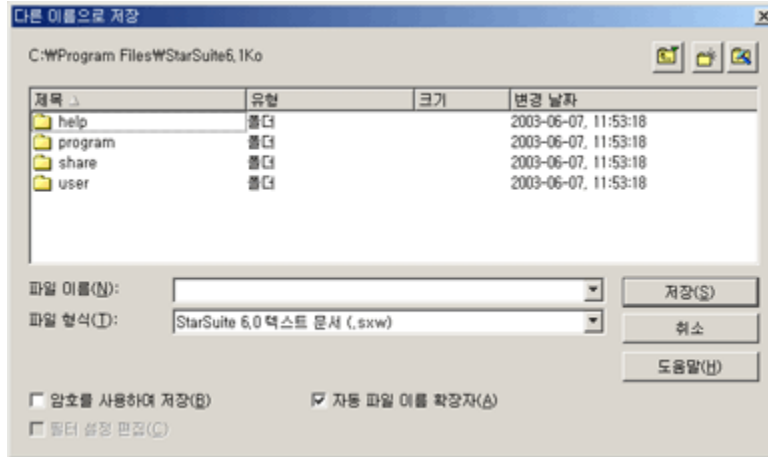 다른 이름으로 저장
C:₩Program Files₩StarSuite6,1Ko
제목 유형 크기 변경 날짜
help 폴더 2003-06-07, 11:53:18
program 폴더 2003-06-07, 11:53:18
share 폴더 2003-06-07, 11:53:18
user 폴더 2003-06-07, 11:53:18
파일 이름(N): 저장(S)
파일 형식(T): StarSuite 6,0 텍스트 문서 (,sxw) 취소
도움말(H)
암호를 사용하여 저장(B) 자동 파일 이름 확장자(A)
필터 설정 편집(C)